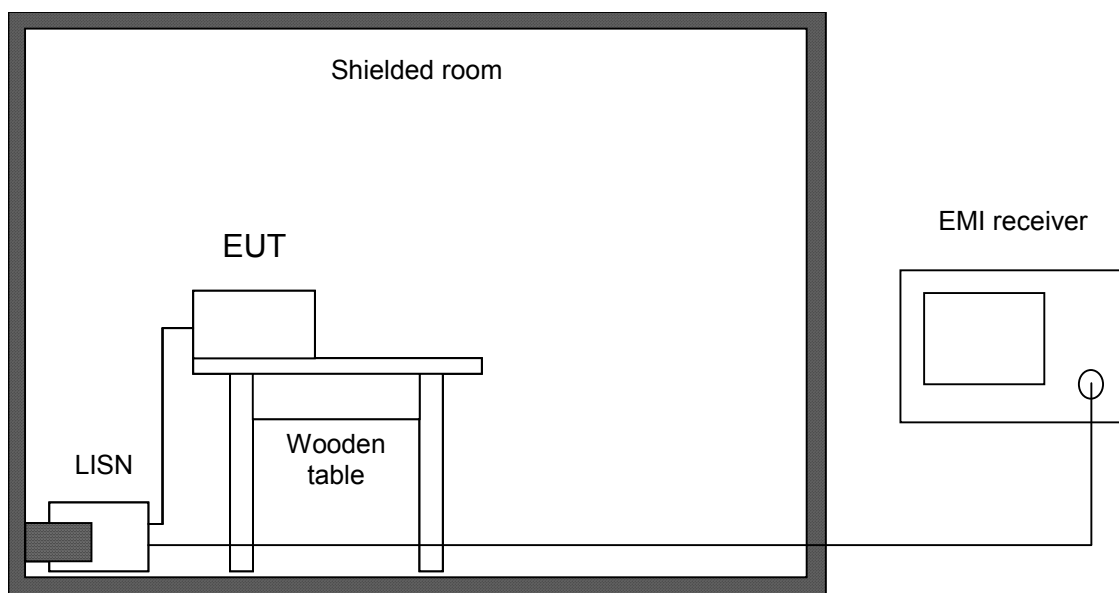 Shielded room
EMI receiver
EUT
Wooden
table
LISN